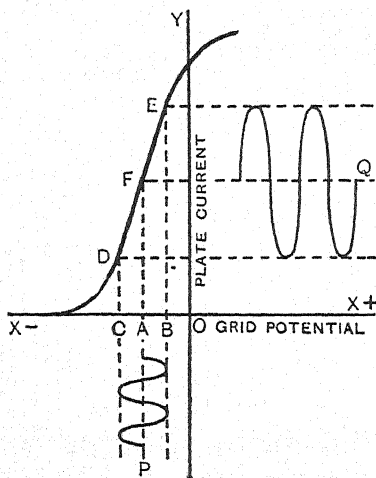 Y
E
F
Q
PLATE CURRENT
D
X-
C
A
B
O
GRID POTENTIAL
X+
P